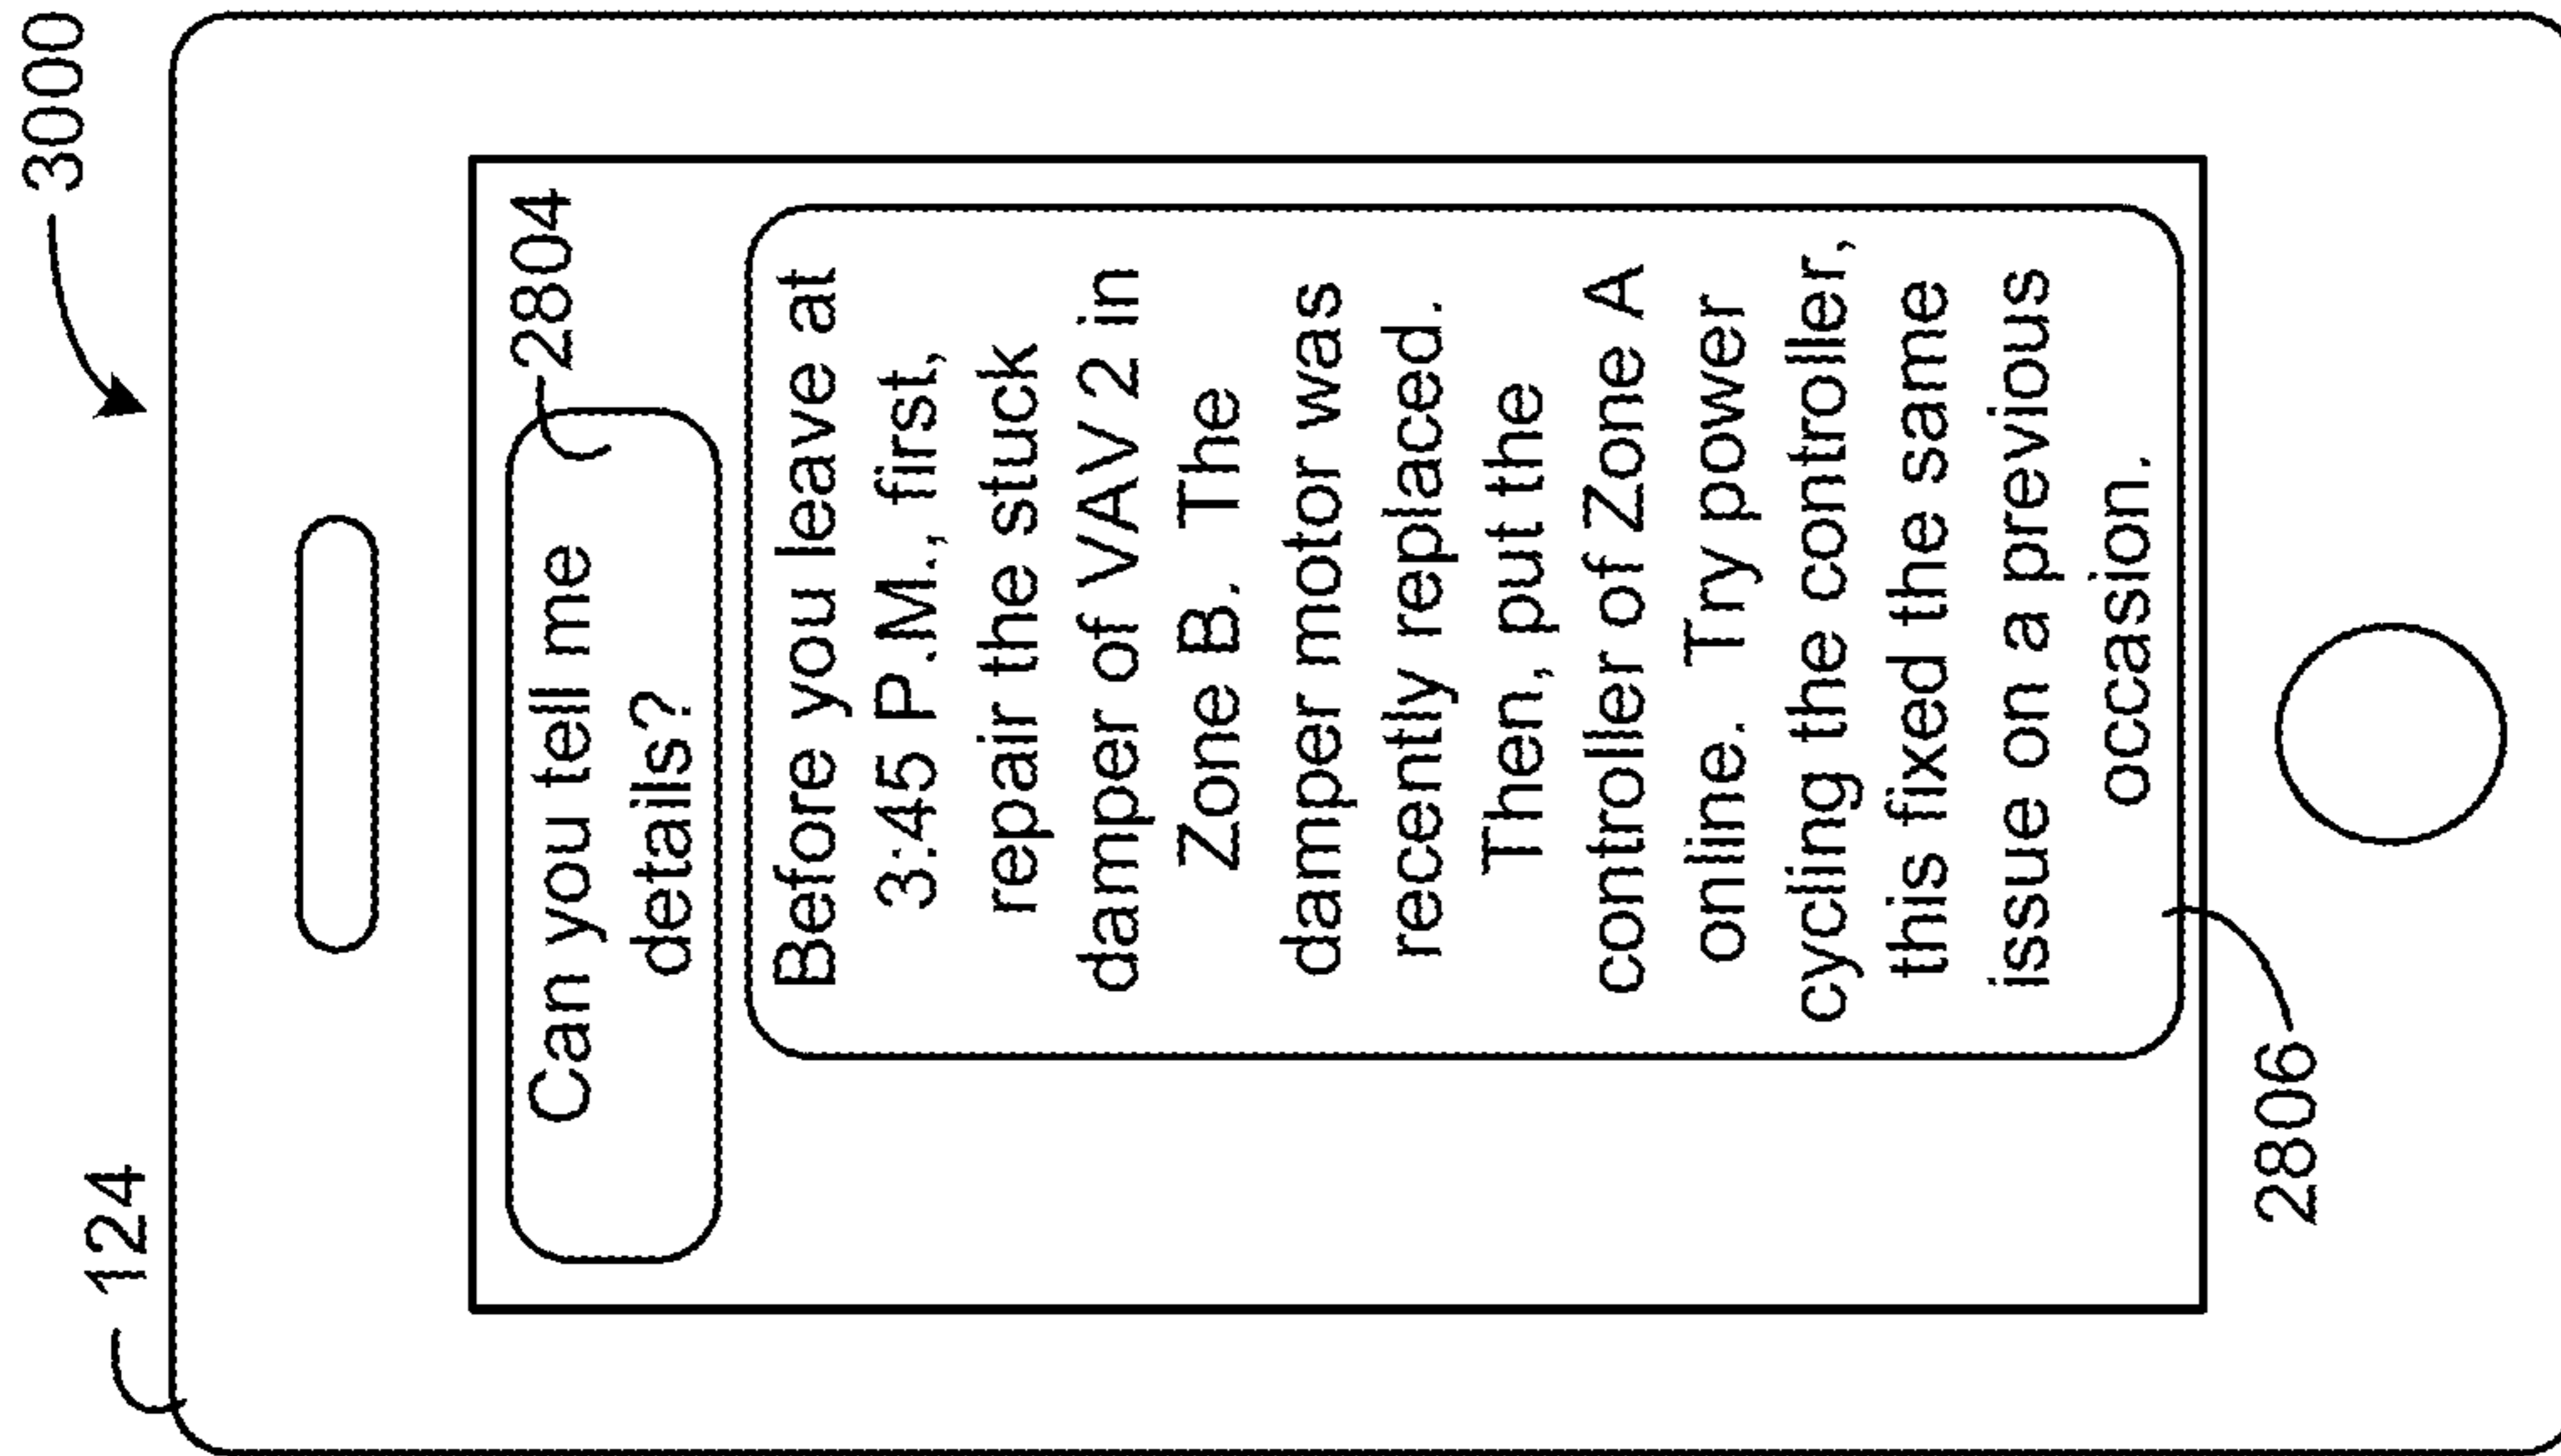 3000
124
2804
Can you tell me
details?
Before you leave at
3:45 P.M., first,
repair the stuck
damper of VAV 2 in
Zone B. The
damper motor was
recently replaced.
Then, put the
controller of Zone A
online. Try power
cycling the controller,
this fixed the same
issue on a previous
occasion.
2806